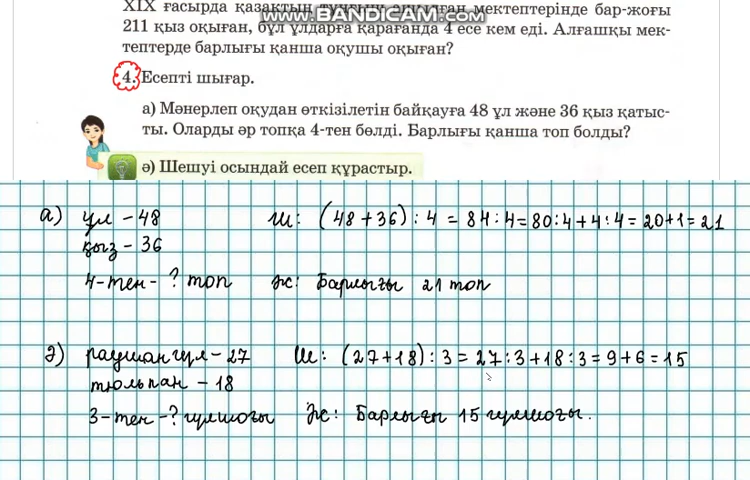 XIX ғасырда қазақтың мектептерінде бар-жоғы
WWW.BANDICAM.COM
211 қыз оқыған, бұл ұлдарға қарағанда 4 есе кем еді. Алғашқы мек-
тептерде барлығы қанша оқушы оқыған?
4. Есепті шығар.
а) Мәнерлеп оқудан өткізілетін байқауға 48 ұл және 36 қыз қатыс-
ты. Оларды әр топқа 4-тен бөлді. Барлығы қанша топ болды?
ә) Шешуі осындай есеп құрастыр.
а) ұл – 48 Ш: (48+36) : 4 = 84 : 4 = 80 : 4 + 4 : 4 = 20+1 = 21
қыз – 36
4-тен - ? топ Ж: Барлығы 21 топ
ә) раушангүл – 27 Ш: (27+18) : 3 = 27 : 3 + 18 : 3 = 9 + 6 = 15
тюльпан – 18
3-тен -? гүлшоғы Ж: Барлығы 15 гүлшоғы.